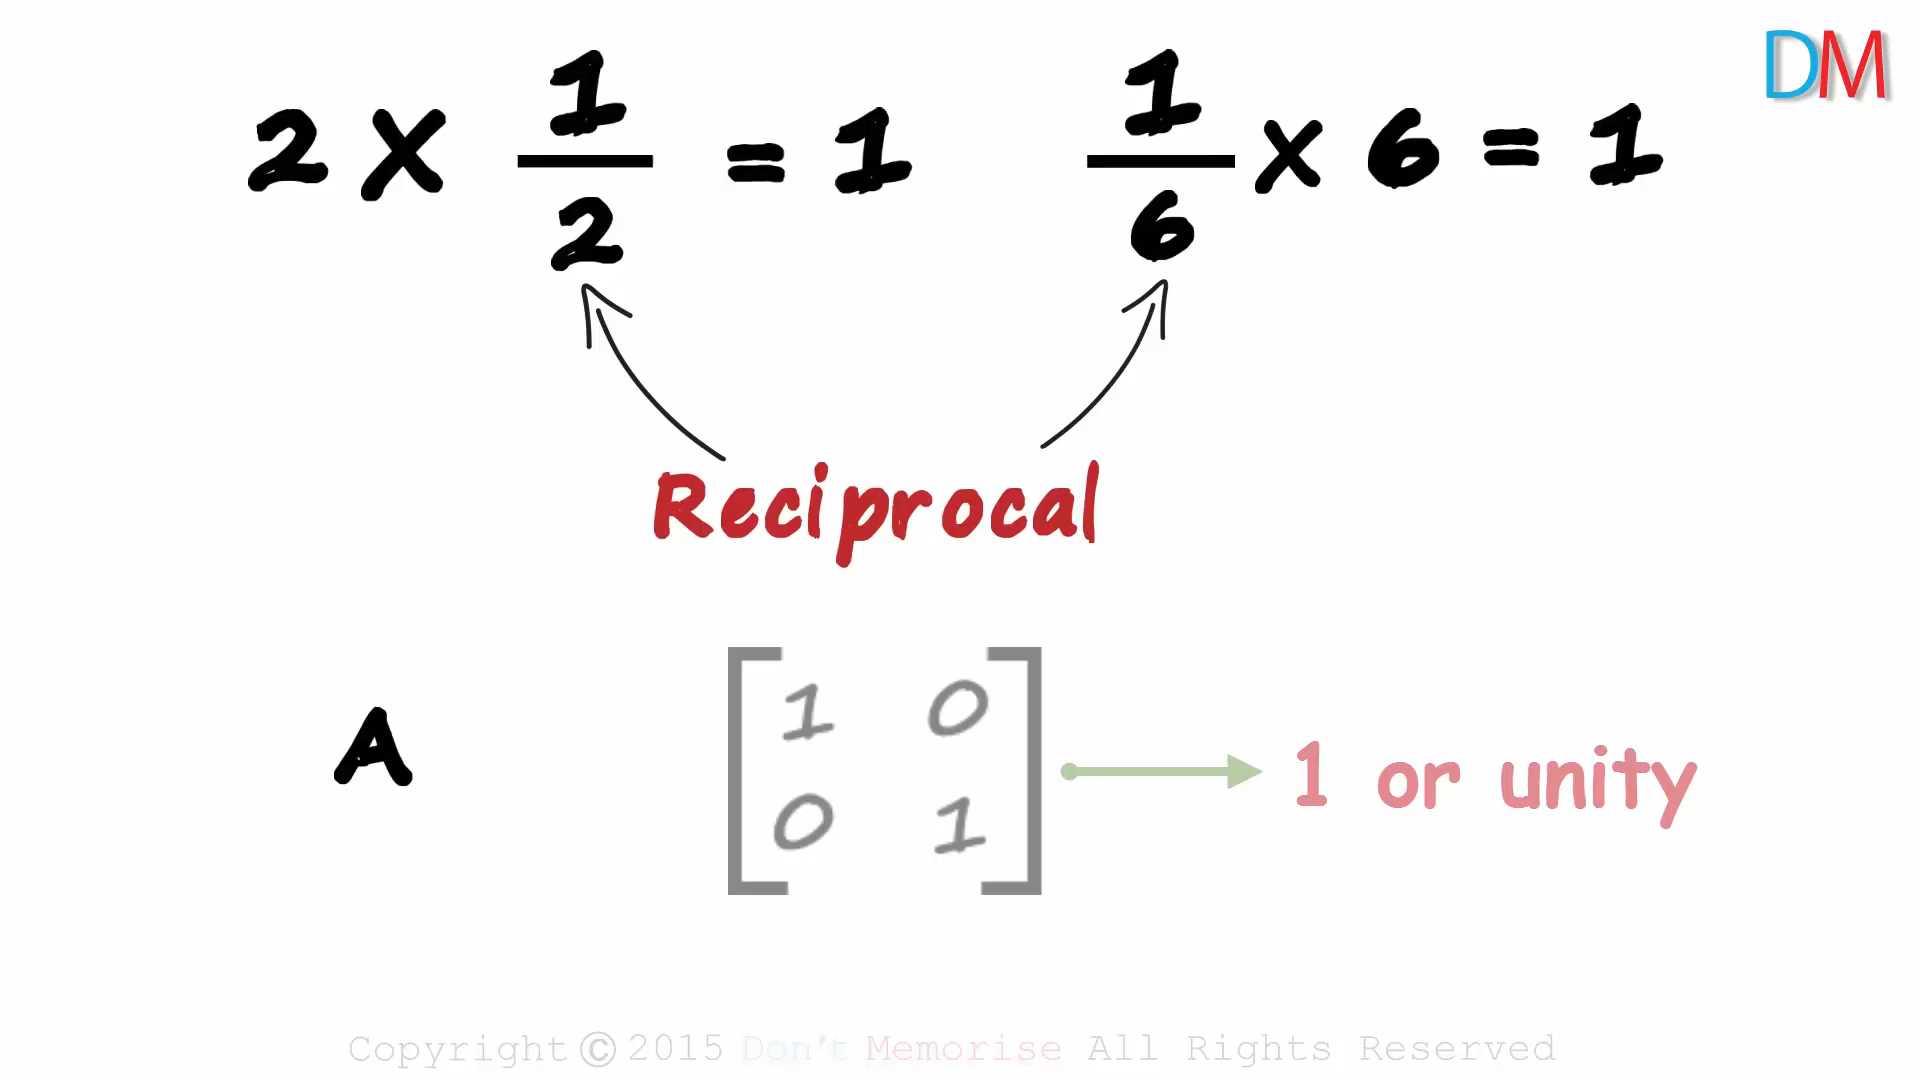 DM
2 X 1/2 = 1
1/6 x 6 = 1
Reciprocal
A
1 0
0 1
1 or unity
Copyright © 2015 Don't Memorise All Rights Reserved